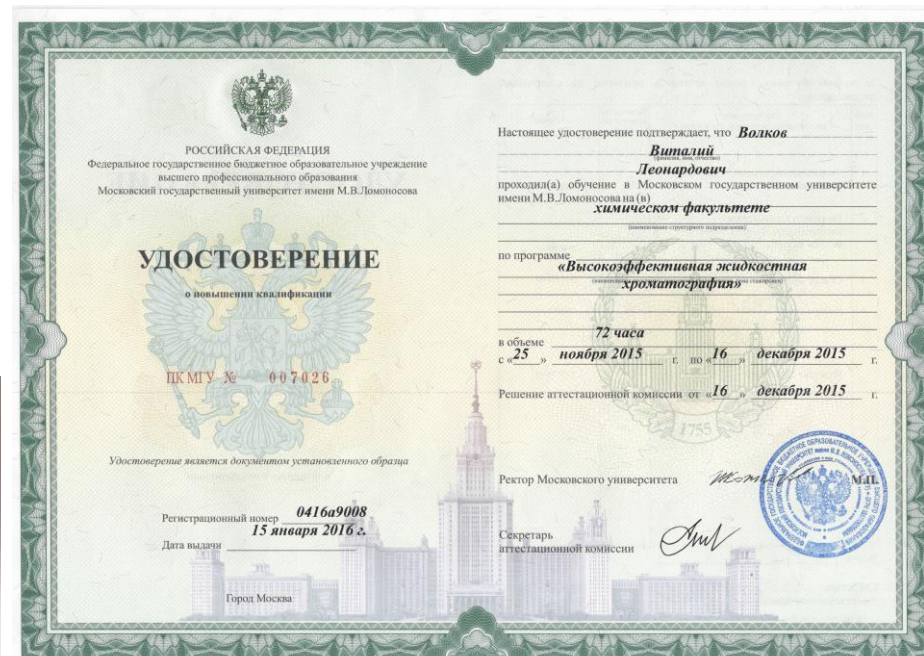 РОССИЙСКАЯ ФЕДЕРАЦИЯ
Федеральное государственное бюджетное образовательное учреждение
высшего профессионального образования
Московский государственный университет имени М.В.Ломоносова
УДОСТОВЕРЕНИЕ
о повышении квалификации
ПК МГУ № 007026
Удостоверение является документом установленного образца
Регистрационный номер 0416а9008
15 января 2016 г.
Дата выдачи
Город Москва
Настоящее удостоверение подтверждает, что Волков
Виталий
(фамилия, имя, отчество)
Леонардович
проходил(а) обучение в Московском государственном университете
имени М.В.Ломоносова на (в)
химическом факультете
(наименование структурного подразделения)
по программе
«Высокоэффективная жидкостная
хроматография»
72 часа
в объеме
с «25» ноября 2015 г. по «16» декабря 2015 г.
Решение аттестационной комиссии от «16» декабря 2015 г.
1755
Ректор Московского университета
М.П.
Секретарь
аттестационной комиссии